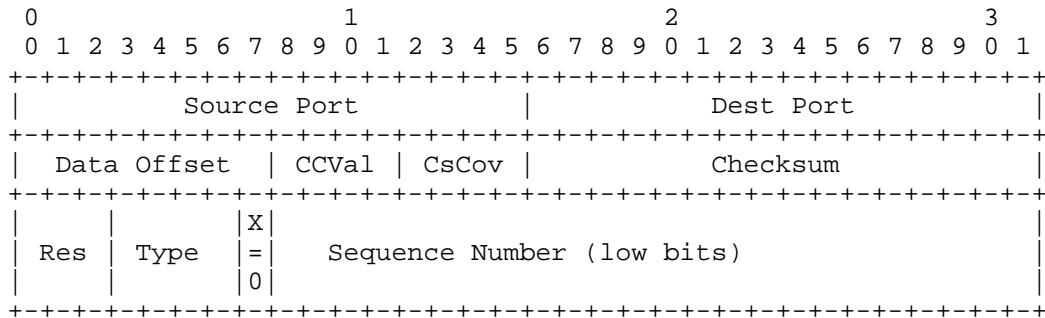 0                   1                   2                   3
 0 1 2 3 4 5 6 7 8 9 0 1 2 3 4 5 6 7 8 9 0 1 2 3 4 5 6 7 8 9 0 1
+-+-+-+-+-+-+-+-+-+-+-+-+-+-+-+-+-+-+-+-+-+-+-+-+-+-+-+-+-+-+-+-+
|          Source Port          |           Dest Port           |
+-+-+-+-+-+-+-+-+-+-+-+-+-+-+-+-+-+-+-+-+-+-+-+-+-+-+-+-+-+-+-+-+
|  Data Offset  | CCVal | CsCov |           Checksum            |
+-+-+-+-+-+-+-+-+-+-+-+-+-+-+-+-+-+-+-+-+-+-+-+-+-+-+-+-+-+-+-+-+
|     |       |X|                                               |
| Res | Type  |=|   Sequence Number (low bits)                  |
|     |       |0|                                               |
+-+-+-+-+-+-+-+-+-+-+-+-+-+-+-+-+-+-+-+-+-+-+-+-+-+-+-+-+-+-+-+-+